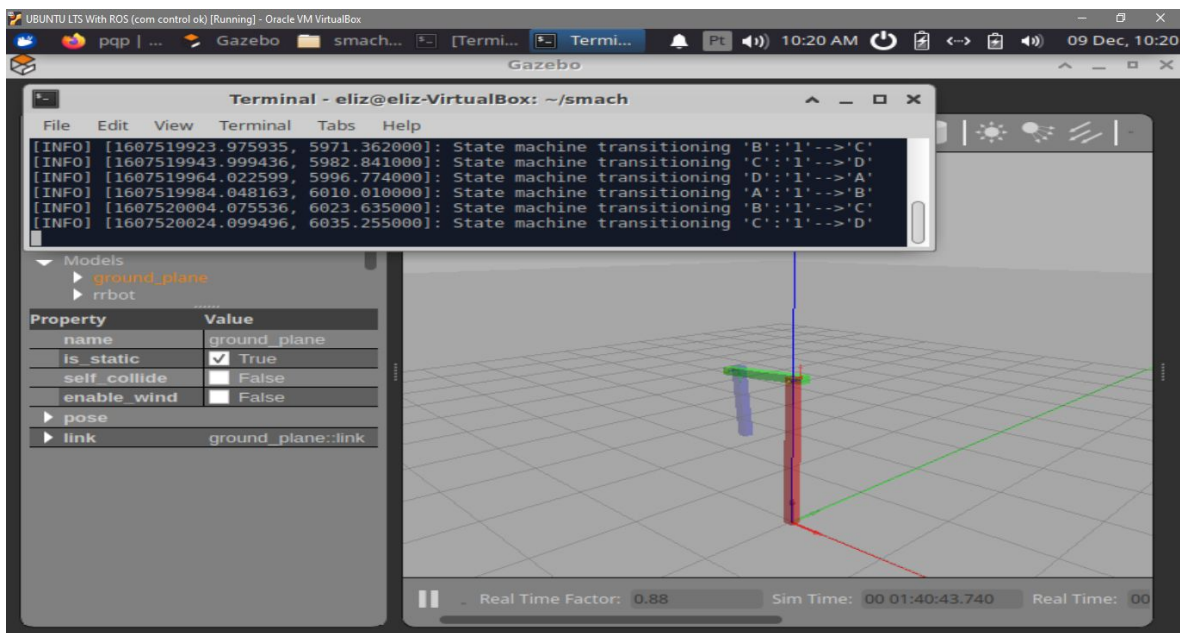 UBUNTU LTS With ROS (com control ok) [Running] - Oracle VM VirtualBox
pqp | ... Gazebo smach... [Termi... Termi... Pt 10:20 AM 09 Dec, 10:20
Gazebo
Terminal - eliz@eliz-VirtualBox: ~/smach
File Edit View Terminal Tabs Help
[INFO] [1607519923.975935, 5971.362000]: State machine transitioning 'B':'1'-->'C'
[INFO] [1607519943.999436, 5982.841000]: State machine transitioning 'C':'1'-->'D'
[INFO] [1607519964.022599, 5996.774000]: State machine transitioning 'D':'1'-->'A'
[INFO] [1607519984.048163, 6010.010000]: State machine transitioning 'A':'1'-->'B'
[INFO] [1607520004.075536, 6023.635000]: State machine transitioning 'B':'1'-->'C'
[INFO] [1607520024.099496, 6035.255000]: State machine transitioning 'C':'1'-->'D'
Models
ground_plane
rrbot
Property Value
name ground_plane
is_static True
self_collide False
enable_wind False
pose
link ground_plane::link
Real Time Factor: 0.88 Sim Time: 00 01:40:43.740 Real Time: 00